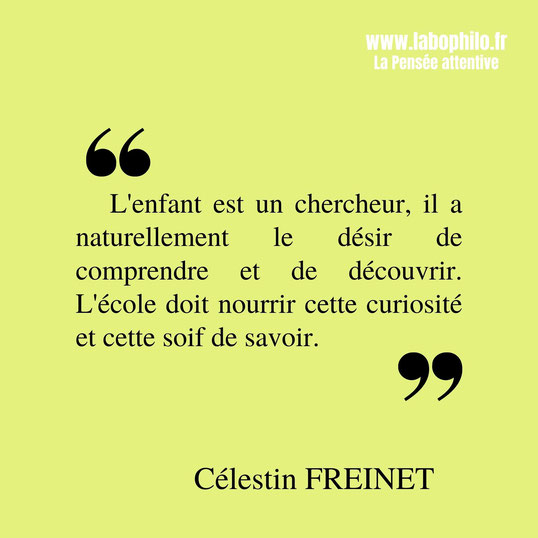 www.labophilo.fr
La Pensée attentive
“
L'enfant est un chercheur, il a
naturellement le désir de
comprendre et de découvrir.
L'école doit nourrir cette curiosité
et cette soif de savoir.
”
Célestin FREINET